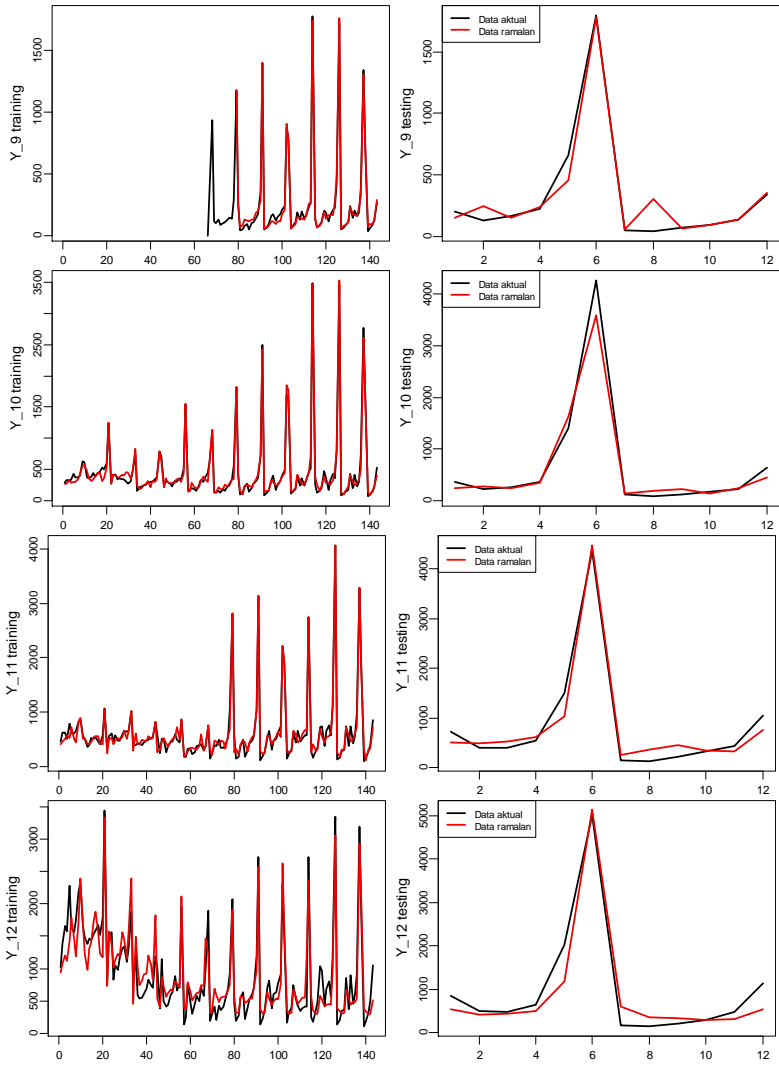 Y_9 training
0 500 1000 1500
0 20 40 60 80 100 120 140
Y_9 testing
0 500 1000 1500
2 4 6 8 10 12
Data aktual
Data ramalan
Y_10 training
0 500 1500 2500 3500
0 20 40 60 80 100 120 140
Y_10 testing
0 1000 2000 3000 4000
2 4 6 8 10 12
Data aktual
Data ramalan
Y_11 training
0 1000 2000 3000 4000
0 20 40 60 80 100 120 140
Y_11 testing
0 1000 2000 3000 4000
2 4 6 8 10 12
Data aktual
Data ramalan
Y_12 training
0 500 1000 2000 3000
0 20 40 60 80 100 120 140
Y_12 testing
0 1000 2000 3000 4000 5000
2 4 6 8 10 12
Data aktual
Data ramalan